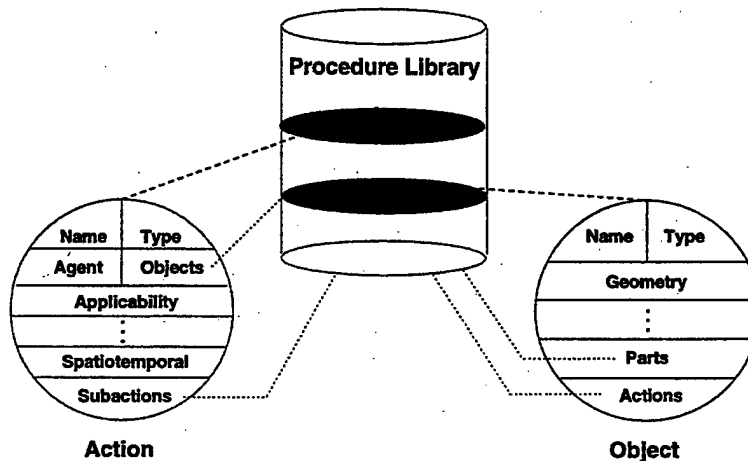 Procedure Library
Name Type
Agent Objects
Applicability
Spatiotemporal
Subactions
Action
Name Type
Geometry
Parts
Actions
Object